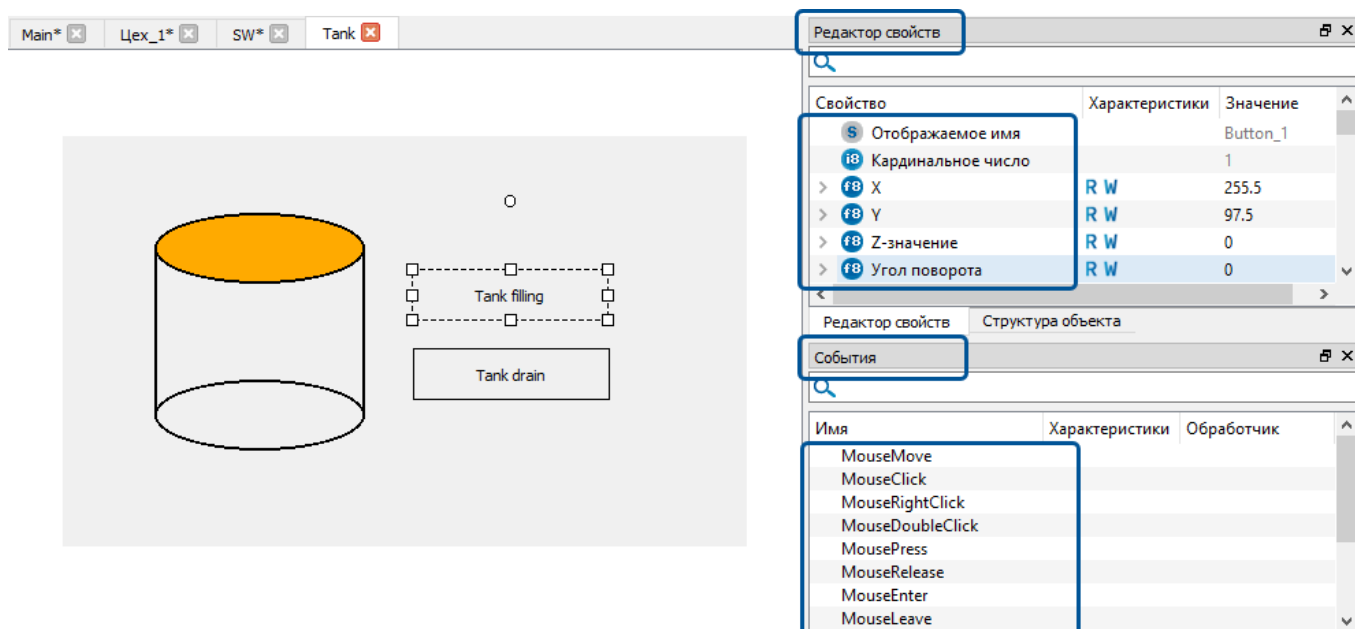 Main* Цех_1* SW* Tank
Tank filling
Tank drain
Редактор свойств
Свойство Характеристики Значение
S Отображаемое имя Button_1
i8 Кардинальное число 1
f8 X R W 255.5
f8 Y R W 97.5
f8 Z-значение R W 0
f8 Угол поворота R W 0
Редактор свойств Структура объекта
События
Имя Характеристики Обработчик
MouseMove
MouseClick
MouseRightClick
MouseDoubleClick
MousePress
MouseRelease
MouseEnter
MouseLeave